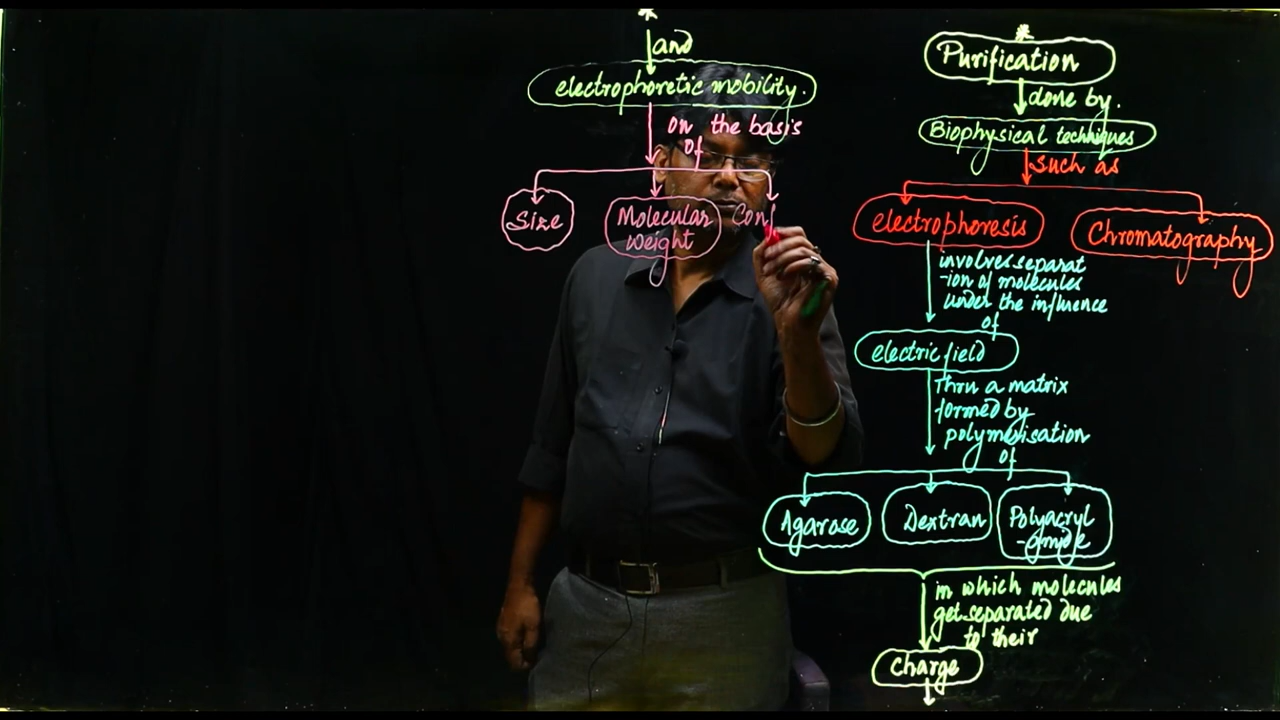 *
and
electrophoretic mobility.
on the basis
of
Size
Molecular
weight
Conf
*
Purification
done by.
Biophysical techniques
such as
electrophoresis
Chromatography
involves separat
-ion of molecules
under the influence
of
electric field
Thru a matrix
formed by
polymerisation
of
Agarose
Dextran
Polyacryl
-amide
in which molecules
get separated due
to their
Charge